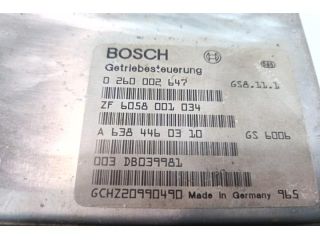 BOSCH
Getriebesteuerung
0 260 002 647 GS8.11.1
ZF 6058 001 034
A 638 446 03 10 GS 6006
003 DB039981
GCHZ20990490 Made in Germany 965